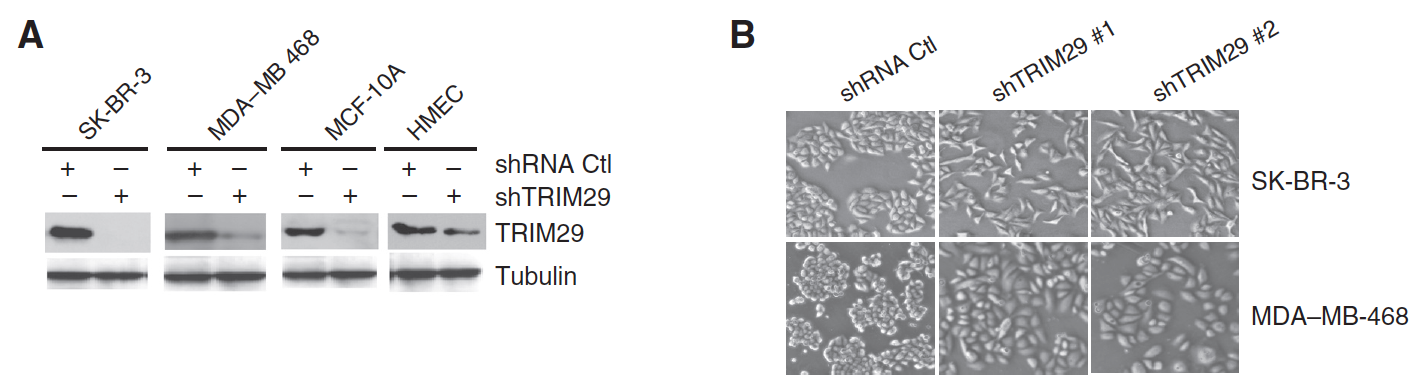 A
SK-BR-3
MDA–MB 468
MCF-10A
HMEC
+ – + – + – + – shRNA Ctl
– + – + – + – + shTRIM29
TRIM29
Tubulin
B
shRNA Ctl
shTRIM29 #1
shTRIM29 #2
SK-BR-3
MDA–MB-468